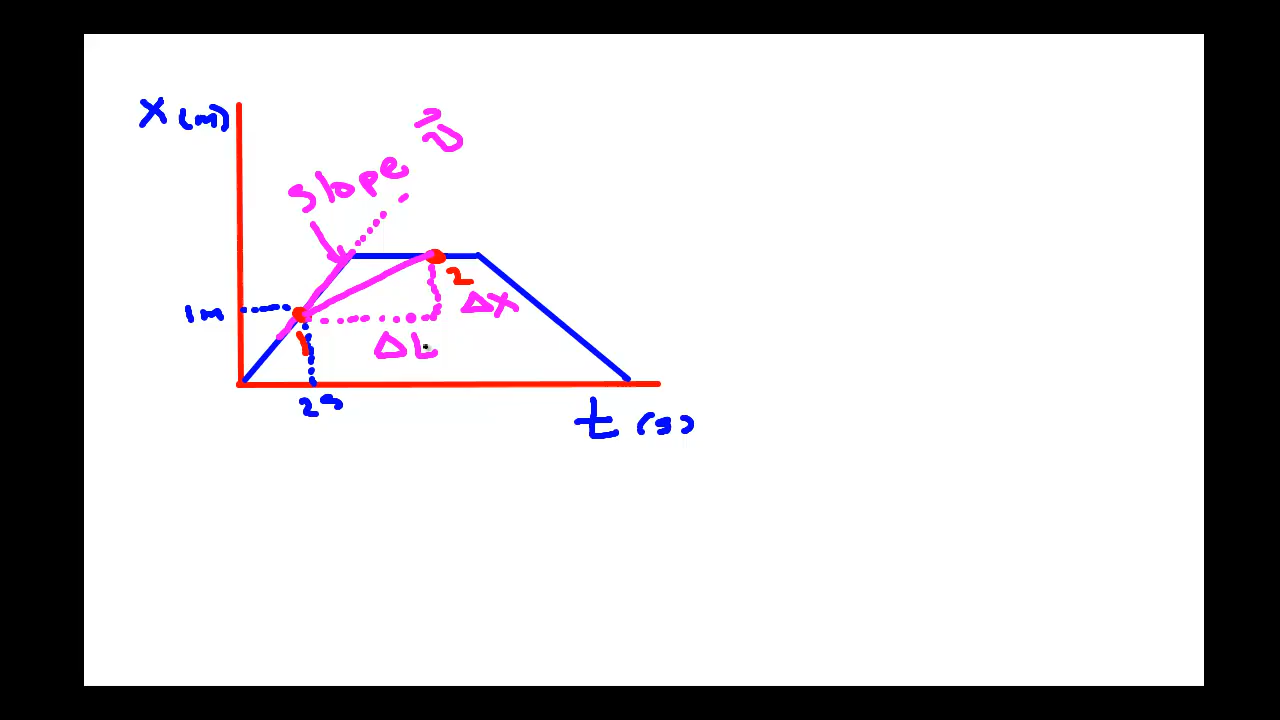 x (m)
slope
2
Δx
1m
1
Δt
2s
t (s)